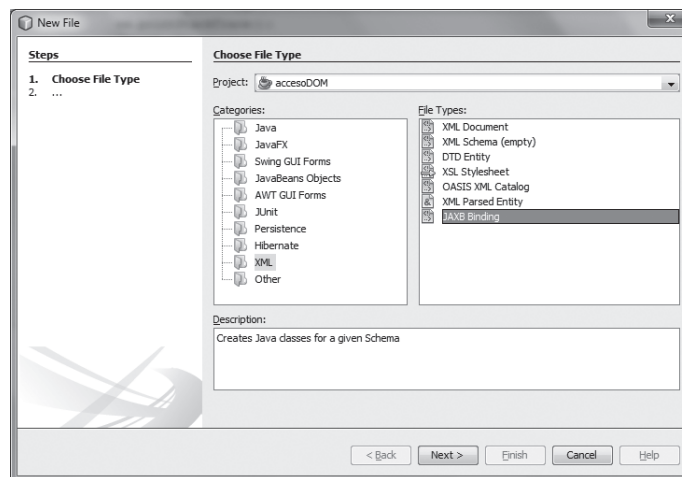 New File
X
Steps
1. Choose File Type
2. ...
Choose File Type
Project: accesoDOM
Categories:
Java
JavaFX
Swing GUI Forms
JavaBeans Objects
AWT GUI Forms
JUnit
Persistence
Hibernate
XML
Other
File Types:
XML Document
XML Schema (empty)
DTD Entity
XSL Stylesheet
OASIS XML Catalog
XML Parsed Entity
JAXB Binding
Description:
Creates Java classes for a given Schema
< Back
Next >
Finish
Cancel
Help